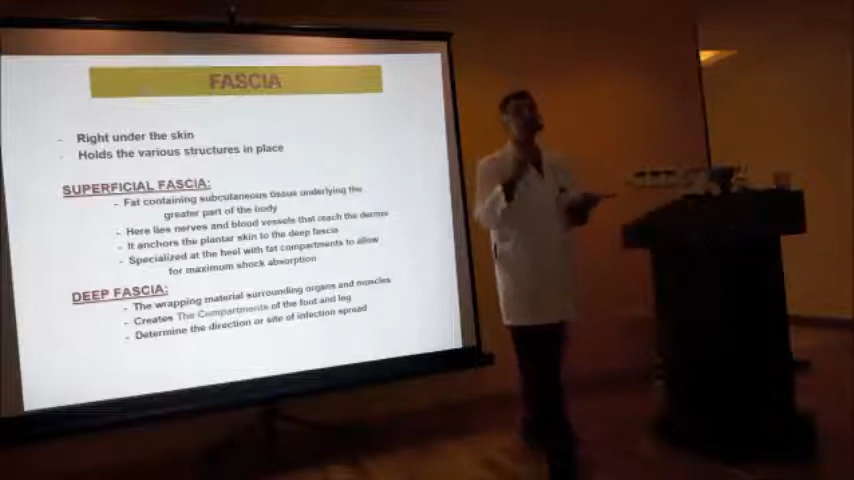 FASCIA
- Right under the skin
- Holds the various structures in place
SUPERFICIAL FASCIA:
- Fat containing subcutaneous tissue underlying the
greater part of the body
- Here lies nerves and blood vessels that reach the dermis
- It anchors the plantar skin to the deep fascia
- Specialized at the heel with fat compartments to allow
for maximum shock absorption
DEEP FASCIA:
- The wrapping material surrounding organs and muscles
- Creates The Compartments of the foot and leg
- Determine the direction or site of infection spread